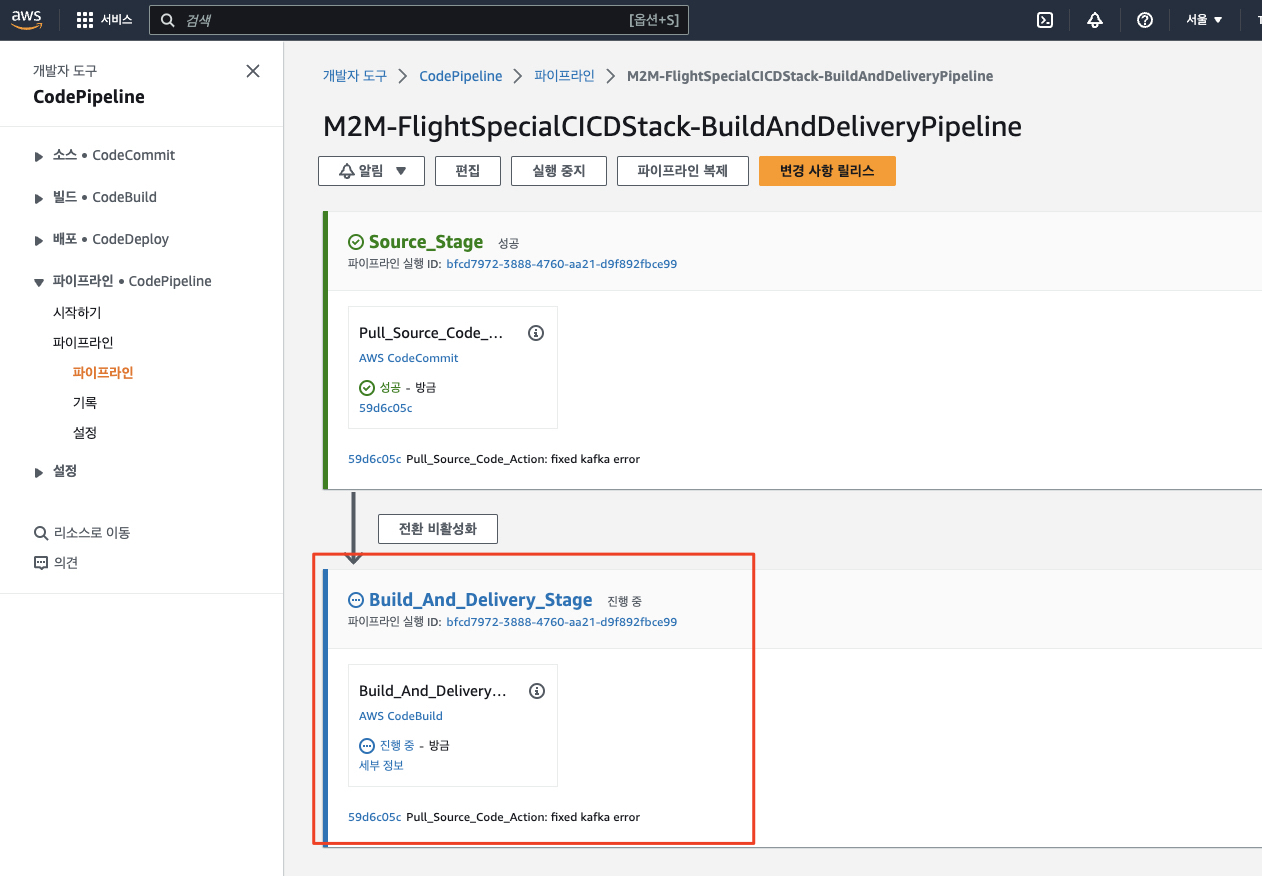 aws
서비스
검색
[옵션+S]
서울
개발자 도구
CodePipeline
소스 • CodeCommit
빌드 • CodeBuild
배포 • CodeDeploy
파이프라인 • CodePipeline
시작하기
파이프라인
파이프라인
기록
설정
설정
리소스로 이동
의견
개발자 도구
CodePipeline
파이프라인
M2M-FlightSpecialCICDStack-BuildAndDeliveryPipeline
M2M-FlightSpecialCICDStack-BuildAndDeliveryPipeline
알림
편집
실행 중지
파이프라인 복제
변경 사항 릴리스
Source_Stage 성공
파이프라인 실행 ID: bfcd7972-3888-4760-aa21-d9f892fbce99
Pull_Source_Code_...
AWS CodeCommit
성공 - 방금
59d6c05c
59d6c05c Pull_Source_Code_Action: fixed kafka error
전환 비활성화
Build_And_Delivery_Stage 진행 중
파이프라인 실행 ID: bfcd7972-3888-4760-aa21-d9f892fbce99
Build_And_Delivery...
AWS CodeBuild
진행 중 - 방금
세부 정보
59d6c05c Pull_Source_Code_Action: fixed kafka error